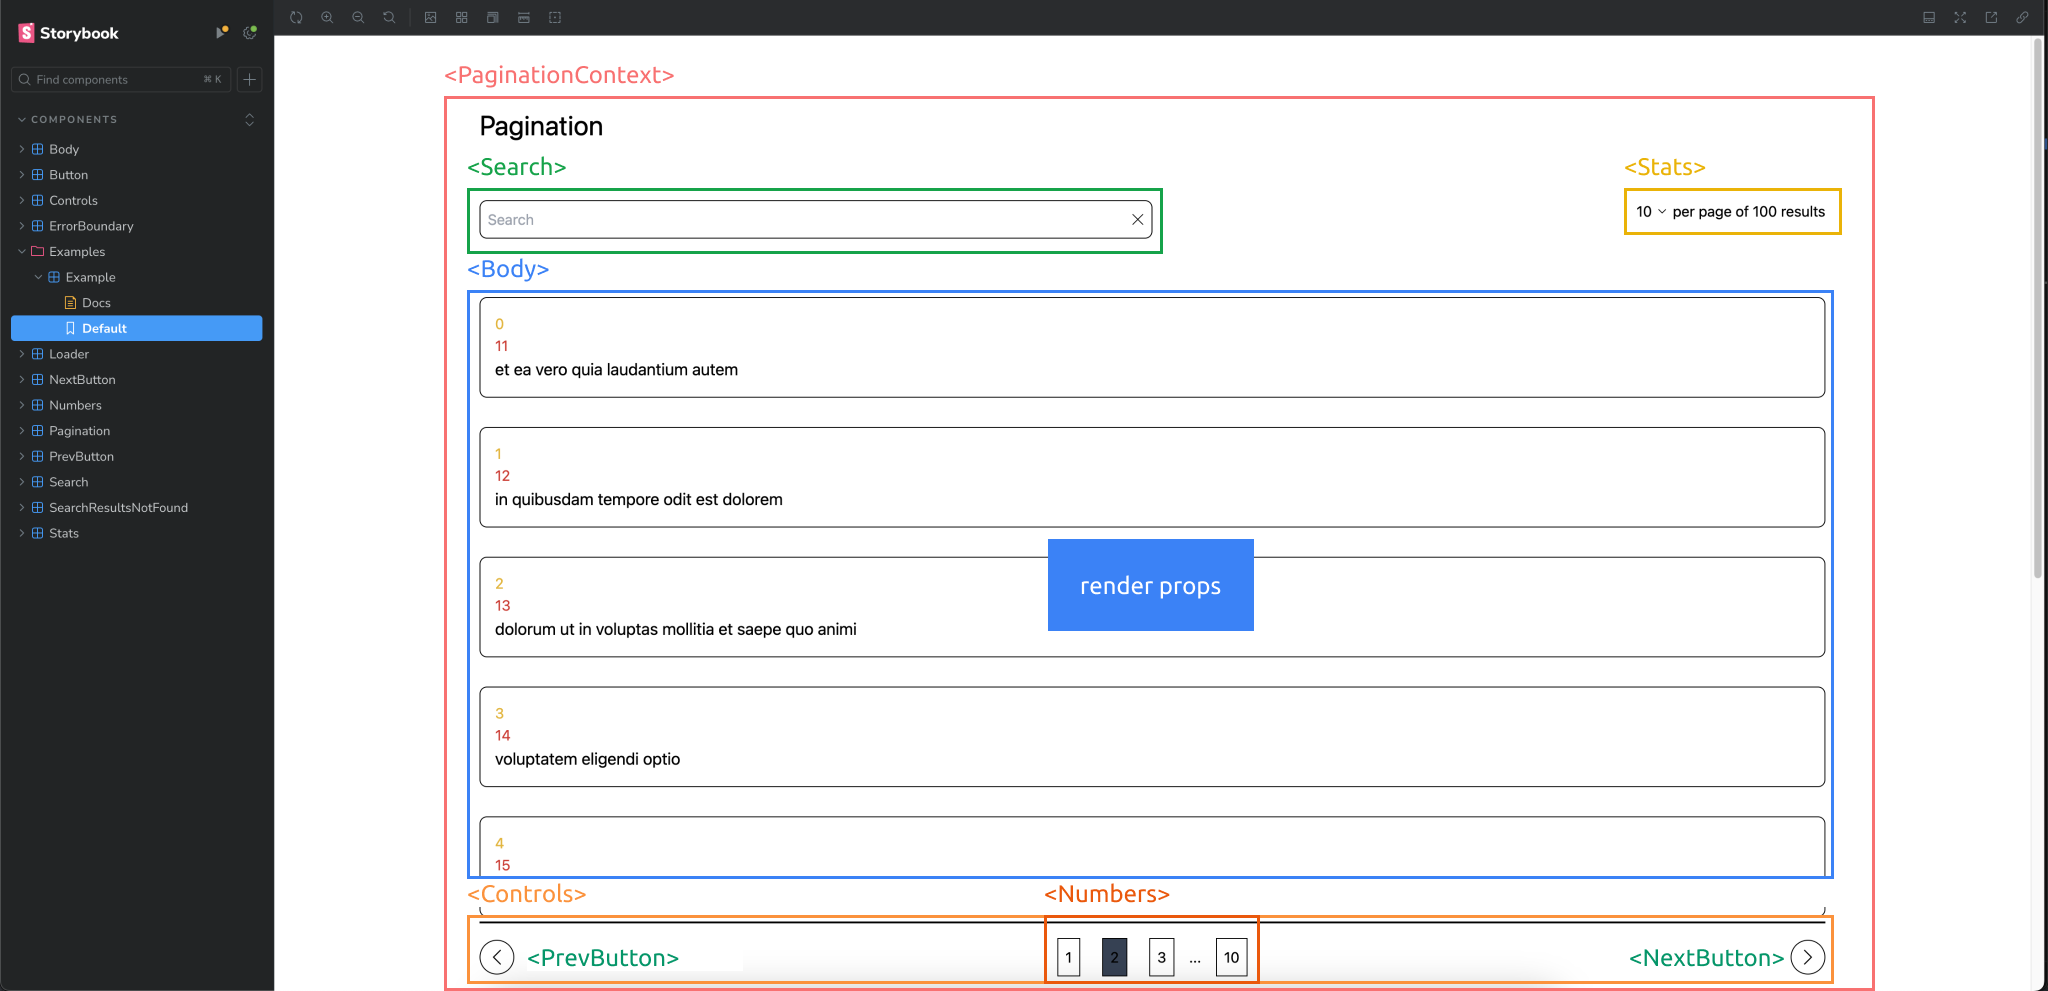 Storybook
Find components
⌘ K
COMPONENTS
Body
Button
Controls
ErrorBoundary
Examples
Example
Docs
Default
Loader
NextButton
Numbers
Pagination
PrevButton
Search
SearchResultsNotFound
Stats
<PaginationContext>
Pagination
<Search>
<Stats>
Search
10 per page of 100 results
<Body>
0
11
et ea vero quia laudantium autem
1
12
in quibusdam tempore odit est dolorem
2
13
dolorum ut in voluptas mollitia et saepe quo animi
render props
3
14
voluptatem eligendi optio
4
15
<Controls>
<Numbers>
<PrevButton>
1 2 3 ... 10
<NextButton>